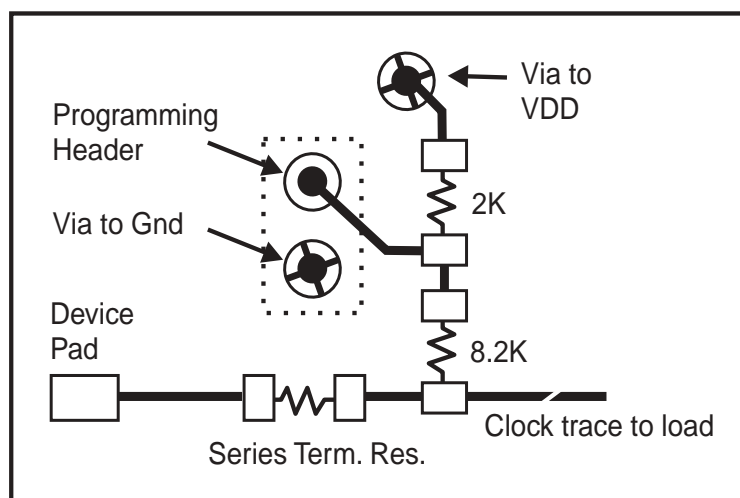 Via to
VDD
Programming
Header
2K
Via to Gnd
Device
Pad
8.2K
Clock trace to load
Series Term. Res.